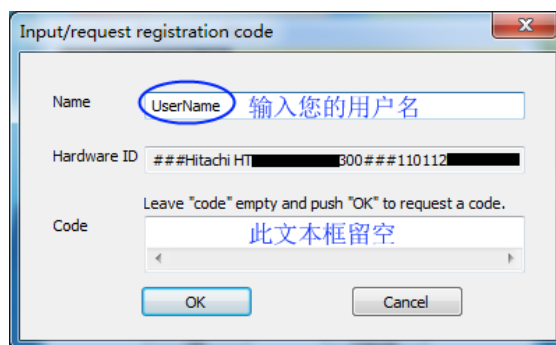 Input/request registration code
Name
UserName 输入您的用户名
Hardware ID
###Hitachi HT 300###110112
Leave "code" empty and push "OK" to request a code.
Code
此文本框留空
OK
Cancel